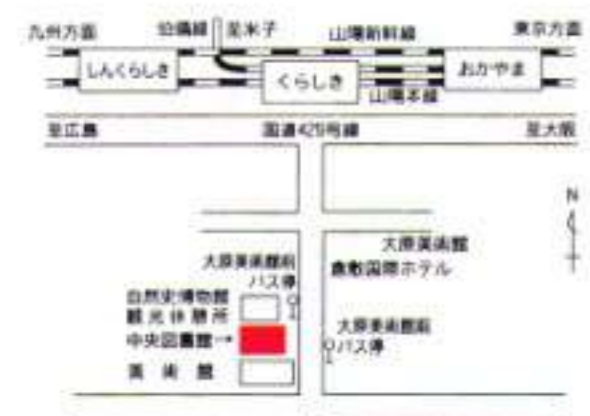 九州方面
伯備線
至米子
山陽新幹線
東京方面
しんくらしき
くらしき
おかやま
山陽本線
至広島
国道429号線
至大阪
N
大原美術館
倉敷国際ホテル
大原美術館前
バス停
自然史博物館
観光休憩所
中央図書館→
美術館
大原美術館前
バス停